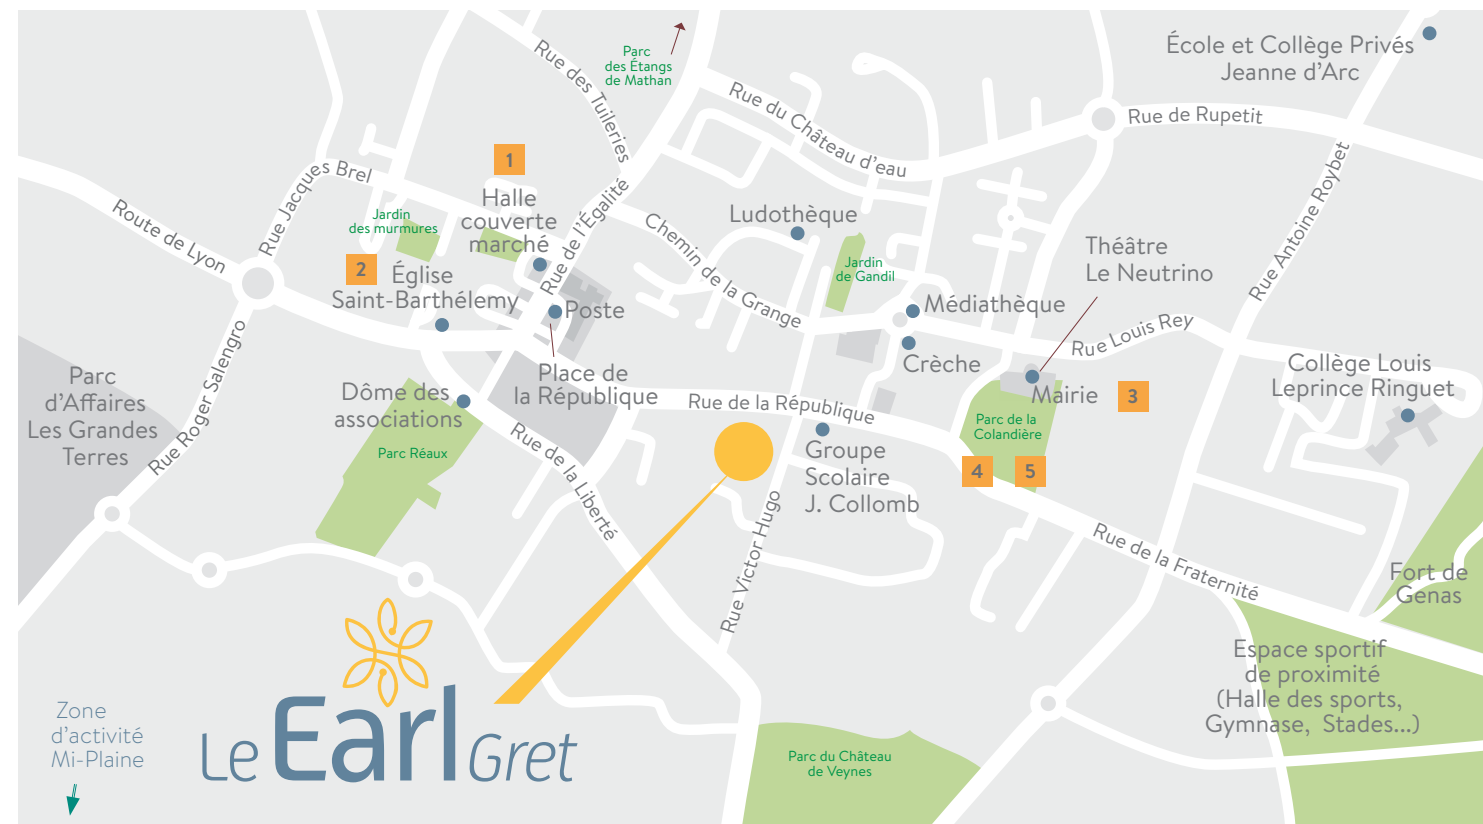 Parc
des Étangs
de Mathan
École et Collège Privés
Jeanne d'Arc
Rue des Tuileries
Rue du Château d'eau
Rue de Rupetit
Rue Jacques Brel
1
Halle
couverte
marché
Rue de l'Égalité
Jardin
des murmures
Route de Lyon
2
Église
Saint-Barthélemy
Poste
Chemin de la Grange
Ludothèque
Jardin
de Gandil
Médiathèque
Crèche
Théâtre
Le Neutrino
Rue Antoine Roybet
Rue Louis Rey
Collège Louis
Leprince Ringuet
Mairie
3
Parc
d'Affaires
Les Grandes
Terres
Rue Roger Salengro
Dôme des
associations
Place de
la République
Rue de la République
Parc Réaux
Rue de la Liberté
Groupe
Scolaire
J. Collomb
Parc de la
Colandière
4
5
Rue Victor Hugo
Rue de la Fraternité
Fort de
Genas
Espace sportif
de proximité
(Halle des sports,
Gymnase, Stades...)
Zone
d'activité
Mi-Plaine
Le Earl Gret
Parc du Château
de Veynes